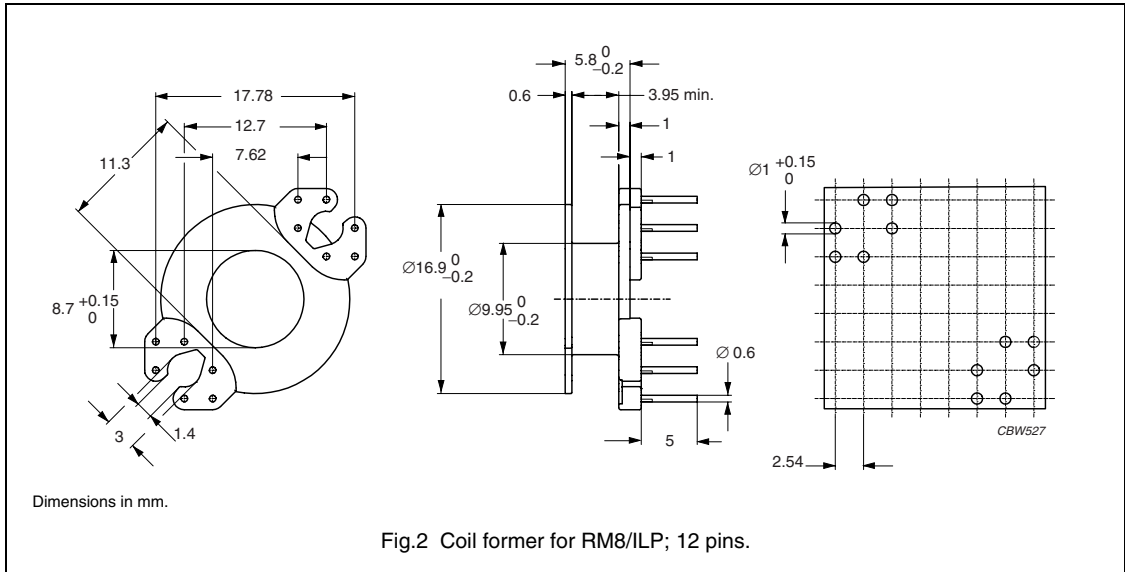 5.8 0 −0.2
0.6
3.95 min.
17.78
1
12.7
11.3
7.62
1
∅1 +0.15 0
∅16.9 0 −0.2
8.7 +0.15 0
∅9.95 0 −0.2
∅ 0.6
CBW527
3
1.4
5
2.54
Dimensions in mm.
Fig.2 Coil former for RM8/ILP; 12 pins.